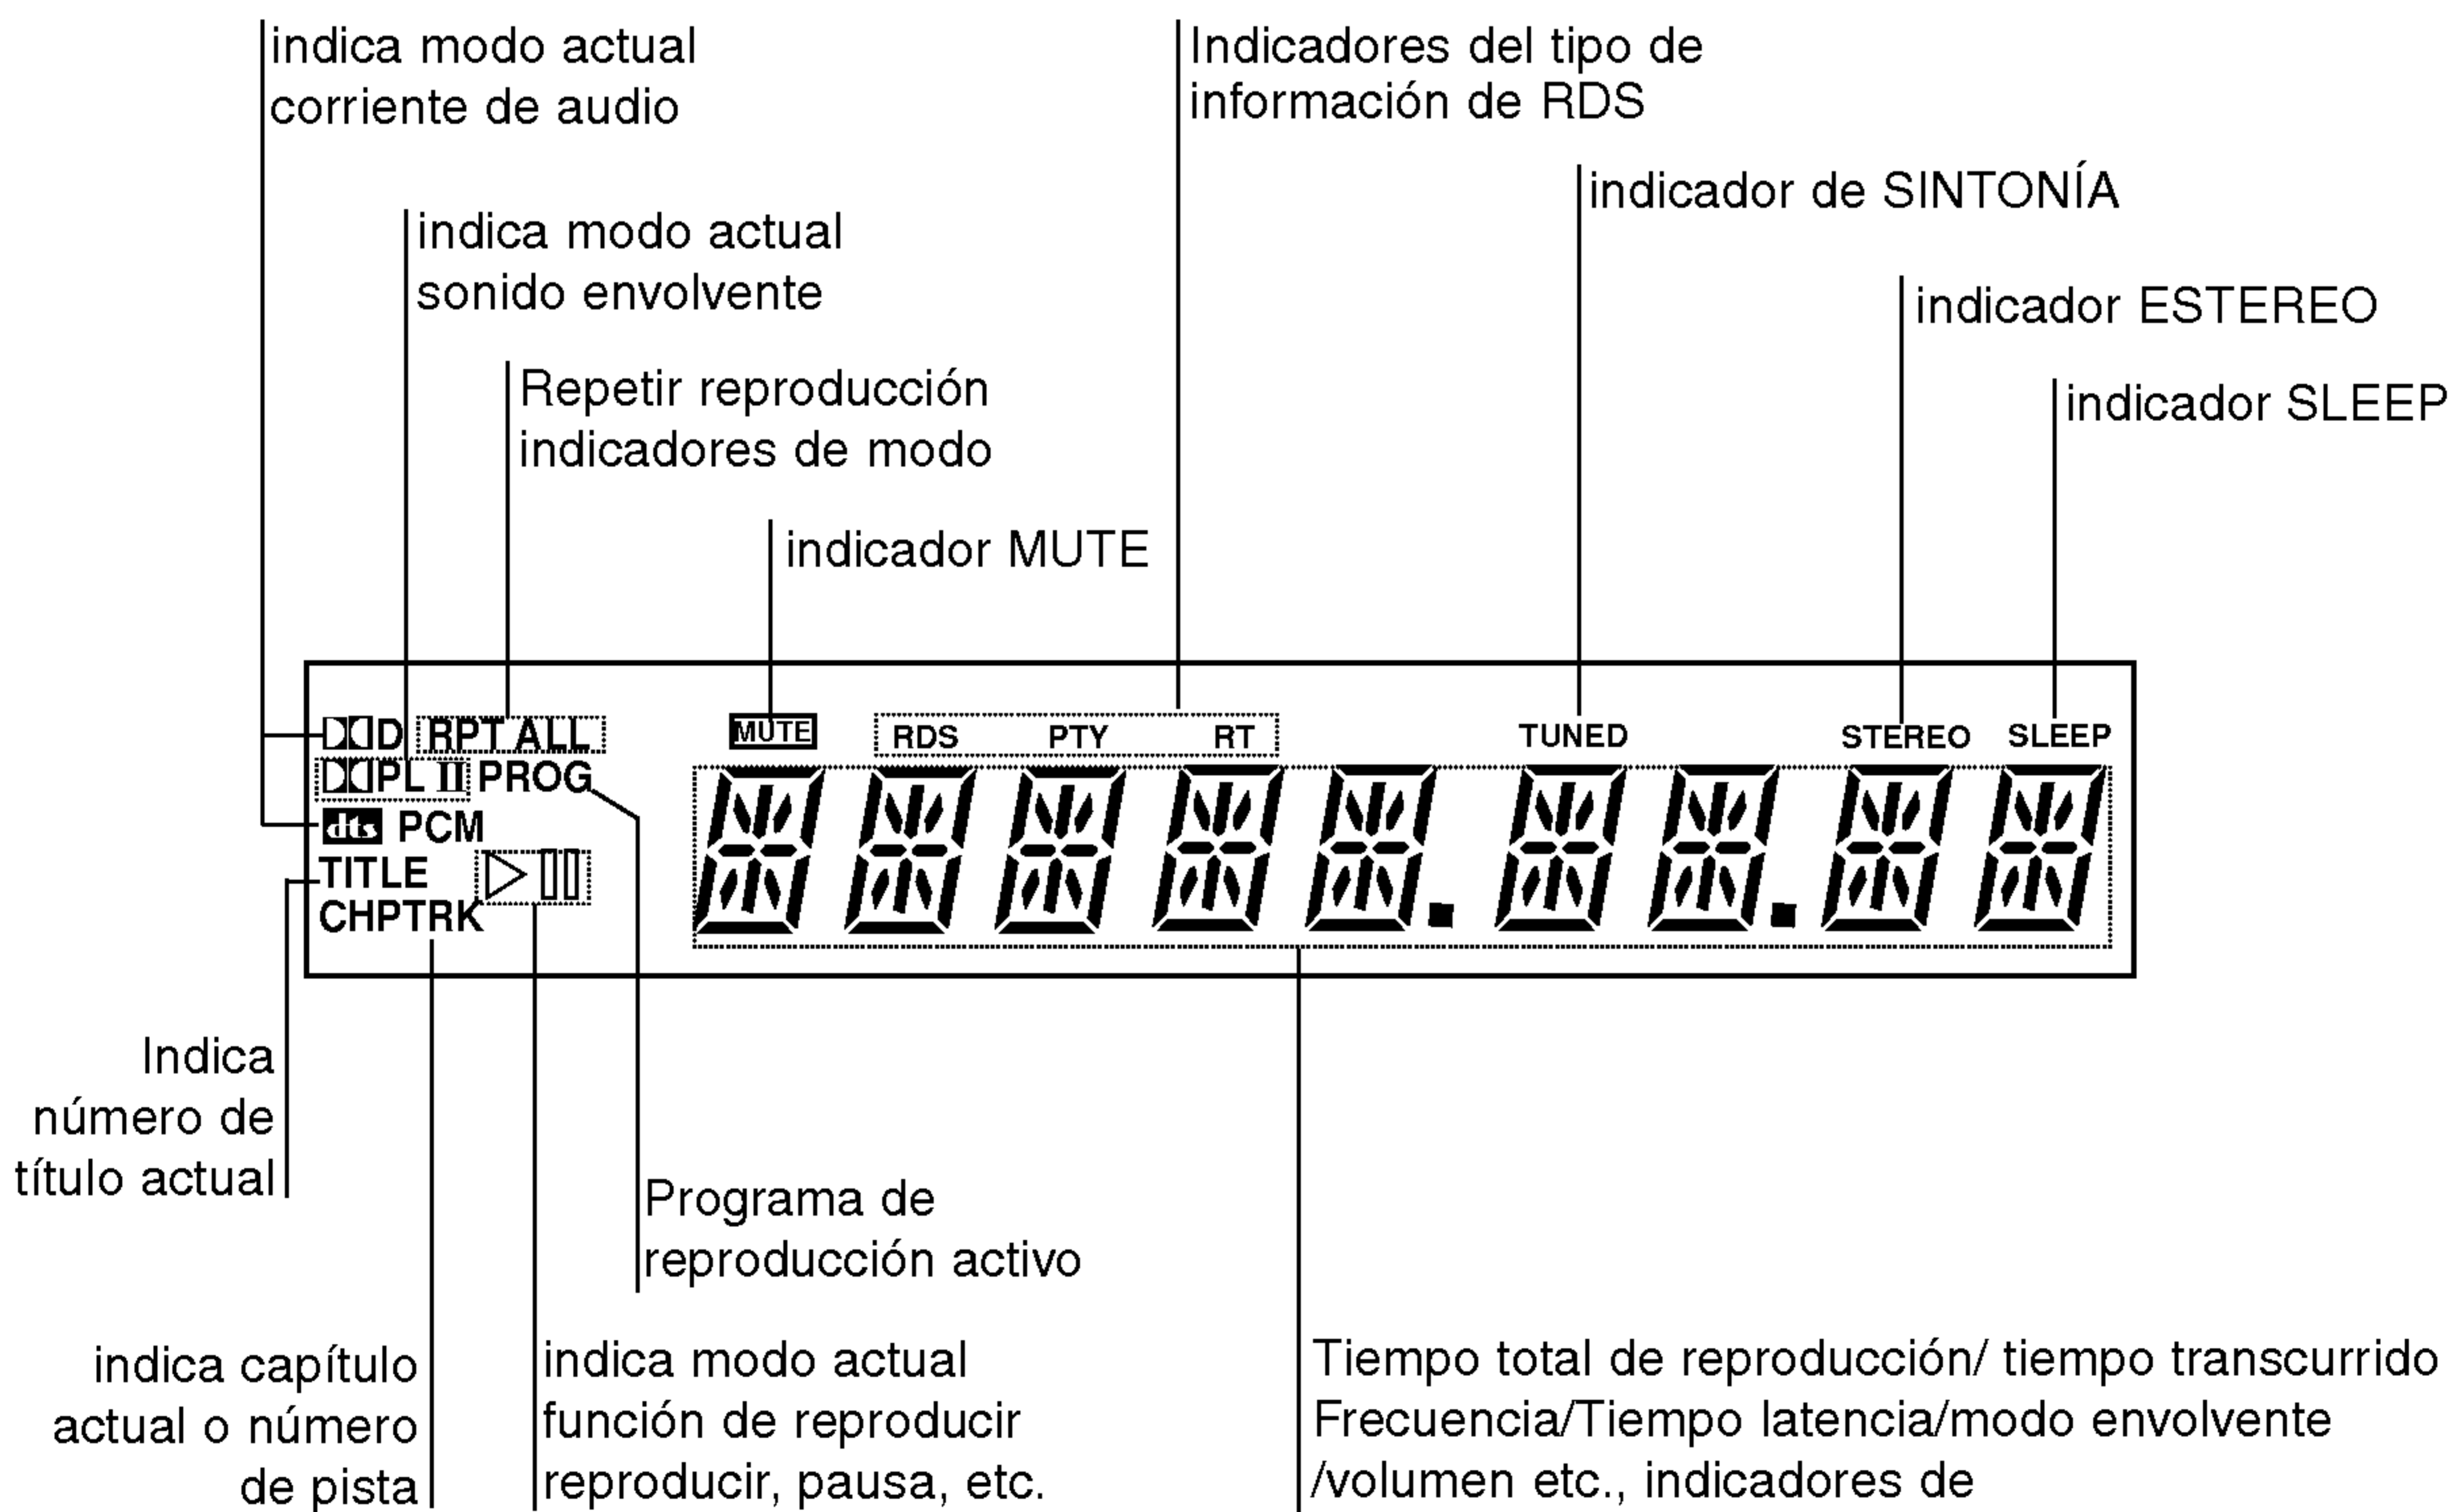 indica modo actual
corriente de audio
Indicadores del tipo de
información de RDS
indicador de SINTONÍA
indica modo actual
sonido envolvente
indicador ESTEREO
Repetir reproducción
indicadores de modo
indicador SLEEP
indicador MUTE
D RPT ALL MUTE RDS PTY RT TUNED STEREO SLEEP
PL II PROG
dts PCM
TITLE
CHPTRK
Indica
número de
título actual
Programa de
reproducción activo
indica capítulo
actual o número
de pista
indica modo actual
función de reproducir
reproducir, pausa, etc.
Tiempo total de reproducción/ tiempo transcurrido
Frecuencia/Tiempo latencia/modo envolvente
/volumen etc., indicadores de